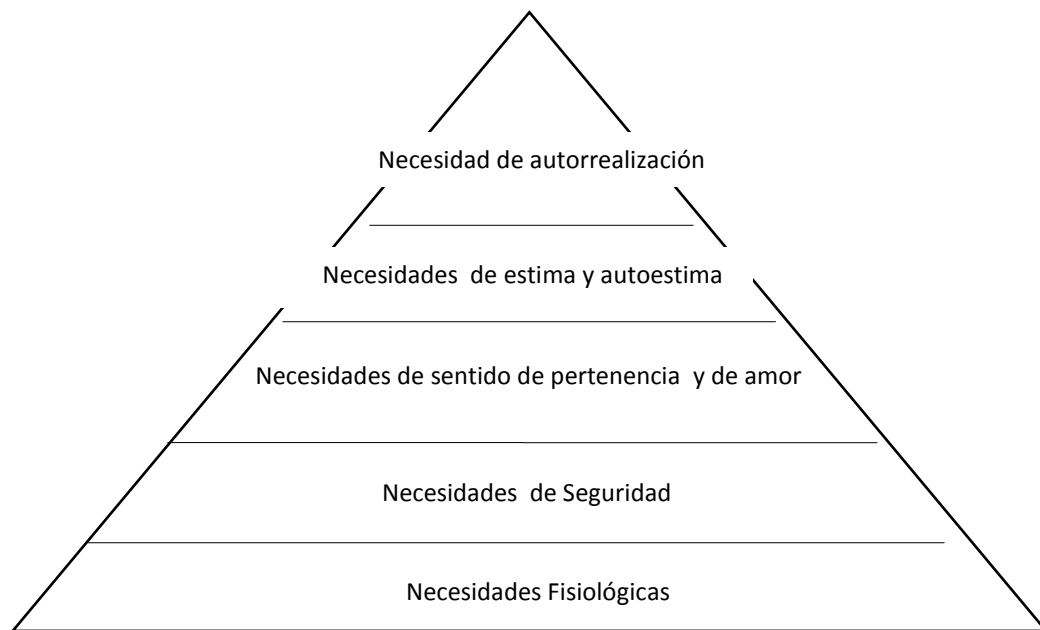 Necesidad de autorrealización
Necesidades de estima y autoestima
Necesidades de sentido de pertenencia y de amor
Necesidades de Seguridad
Necesidades Fisiológicas